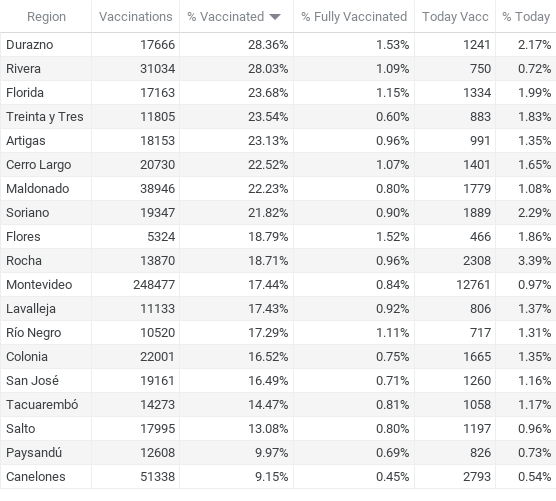 Region Vaccinations % Vaccinated % Fully Vaccinated Today Vacc % Today
Durazno 17666 28.36% 1.53% 1241 2.17%
Rivera 31034 28.03% 1.09% 750 0.72%
Florida 17163 23.68% 1.15% 1334 1.99%
Treinta y Tres 11805 23.54% 0.60% 883 1.83%
Artigas 18153 23.13% 0.96% 991 1.35%
Cerro Largo 20730 22.52% 1.07% 1401 1.65%
Maldonado 38946 22.23% 0.80% 1779 1.08%
Soriano 19347 21.82% 0.90% 1889 2.29%
Flores 5324 18.79% 1.52% 466 1.86%
Rocha 13870 18.71% 0.96% 2308 3.39%
Montevideo 248477 17.44% 0.84% 12761 0.97%
Lavalleja 11133 17.43% 0.92% 806 1.37%
Río Negro 10520 17.29% 1.11% 717 1.31%
Colonia 22001 16.52% 0.75% 1665 1.35%
San José 19161 16.49% 0.71% 1260 1.16%
Tacuarembó 14273 14.47% 0.81% 1058 1.17%
Salto 17995 13.08% 0.80% 1197 0.96%
Paysandú 12608 9.97% 0.69% 826 0.73%
Canelones 51338 9.15% 0.45% 2793 0.54%